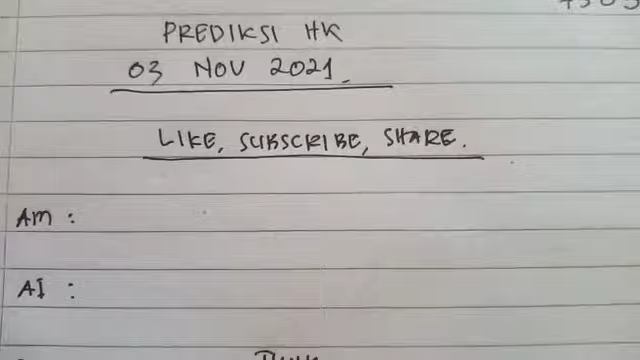 PREDIKSI HK
03 NOV 2021
LIKE, SUBSCRIBE, SHARE.
AM :
AI :